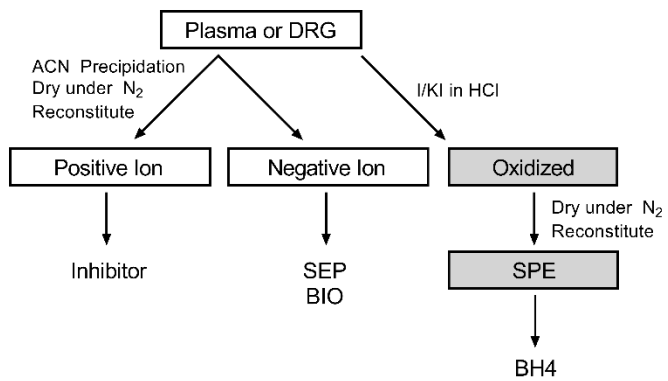 Plasma or DRG
ACN Precipidation
Dry under N₂
Reconstitute
I/KI in HCl
Positive Ion
Negative Ion
Oxidized
Dry under N₂
Reconstitute
Inhibitor
SEP
BIO
SPE
BH4